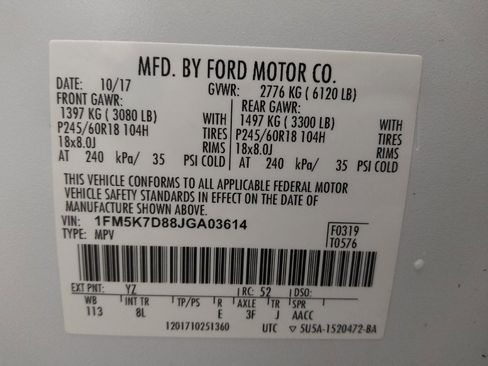 MFD. BY FORD MOTOR CO.
DATE: 10/17 GVWR: 2776 KG ( 6120 LB)
FRONT GAWR: REAR GAWR:
1397 KG ( 3080 LB) WITH 1497 KG ( 3300 LB) WITH
P245/60R18 104H TIRES P245/60R18 104H TIRES
18x8.0J RIMS 18x8.0J RIMS
AT 240 kPa/ 35 PSI COLD AT 240 kPa/ 35 PSI COLD
THIS VEHICLE CONFORMS TO ALL APPLICABLE FEDERAL MOTOR
VEHICLE SAFETY STANDARDS IN EFFECT ON THE DATE OF
MANUFACTURE SHOWN ABOVE.
VIN: 1FM5K7D88JGA03614 F0319
TYPE: MPV T0576
EXT PNT: YZ RC: 52 DSO:
WB INT TR TP/PS R AXLE TR SPR
113 8L E 3F J AACC
1201710251360 UTC 5U5A-1520472-BA